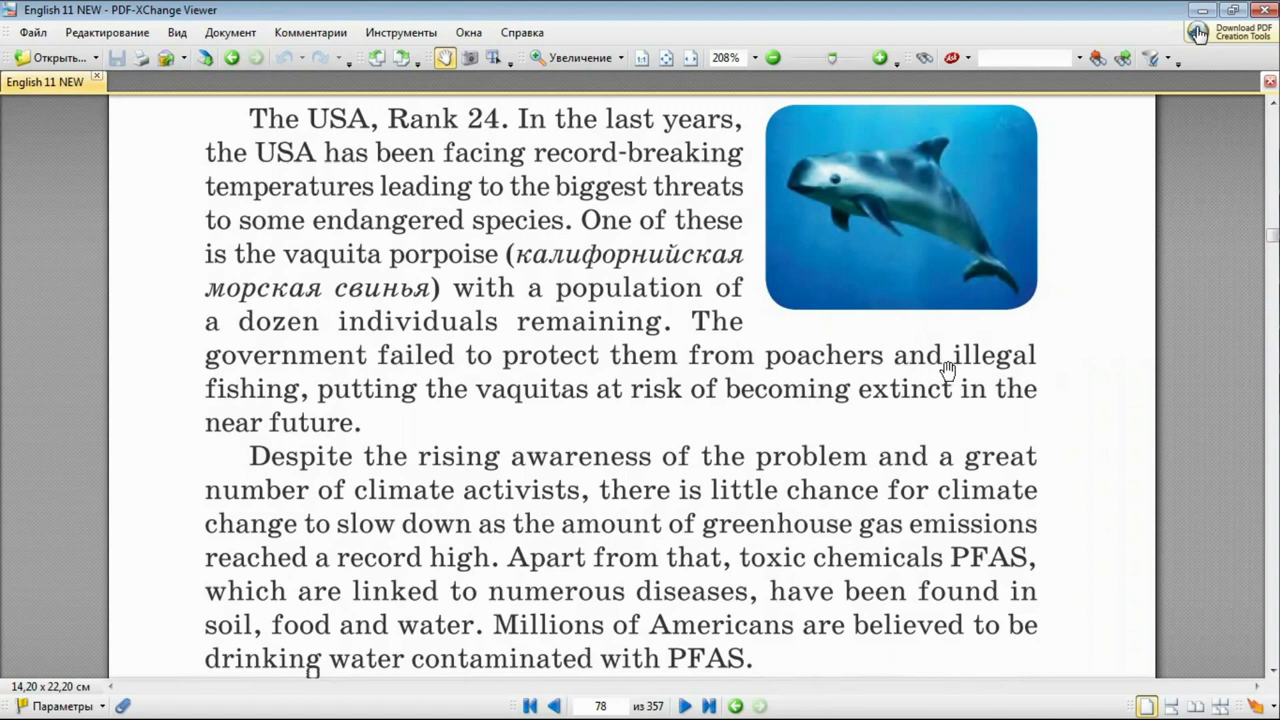 English 11 NEW - PDF-XChange Viewer
Файл Редактирование Вид Документ Комментарии Инструменты Окна Справка
Download PDF
Creation Tools
Открыть... Увеличение 208%
English 11 NEW
The USA, Rank 24. In the last years,
the USA has been facing record-breaking
temperatures leading to the biggest threats
to some endangered species. One of these
is the vaquita porpoise (калифорнийская
морская свинья) with a population of
a dozen individuals remaining. The
government failed to protect them from poachers and illegal
fishing, putting the vaquitas at risk of becoming extinct in the
near future.
Despite the rising awareness of the problem and a great
number of climate activists, there is little chance for climate
change to slow down as the amount of greenhouse gas emissions
reached a record high. Apart from that, toxic chemicals PFAS,
which are linked to numerous diseases, have been found in
soil, food and water. Millions of Americans are believed to be
drinking water contaminated with PFAS.
14,20 x 22,20 см
Параметры 78 из 357